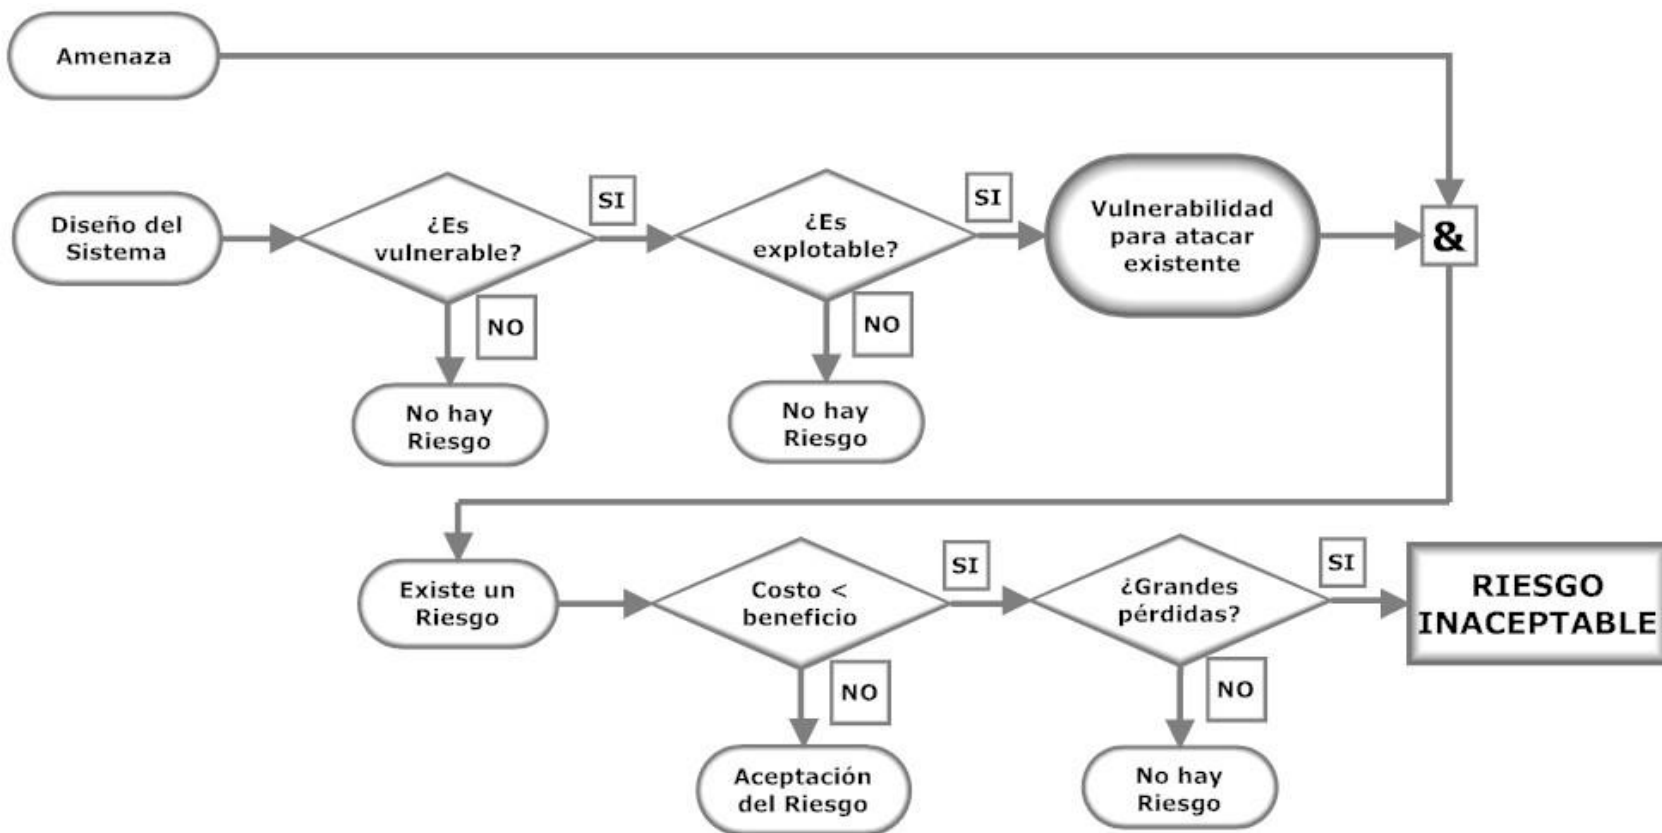 Amenaza
Diseño del
Sistema
¿Es
vulnerable?
SI
¿Es
explotable?
SI
Vulnerabilidad
para atacar
existente
&
NO
No hay
Riesgo
NO
No hay
Riesgo
Existe un
Riesgo
Costo <
beneficio
SI
¿Grandes
pérdidas?
SI
RIESGO
INACEPTABLE
NO
Aceptación
del Riesgo
NO
No hay
Riesgo